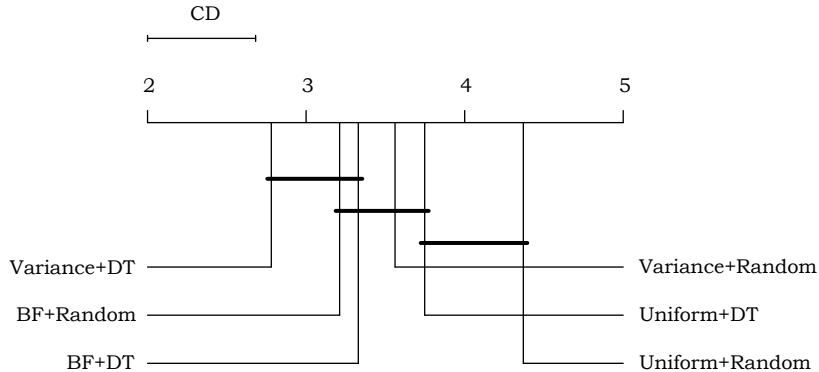 CD
2 3 4 5
Variance+DT Variance+Random
BF+Random Uniform+DT
BF+DT Uniform+Random